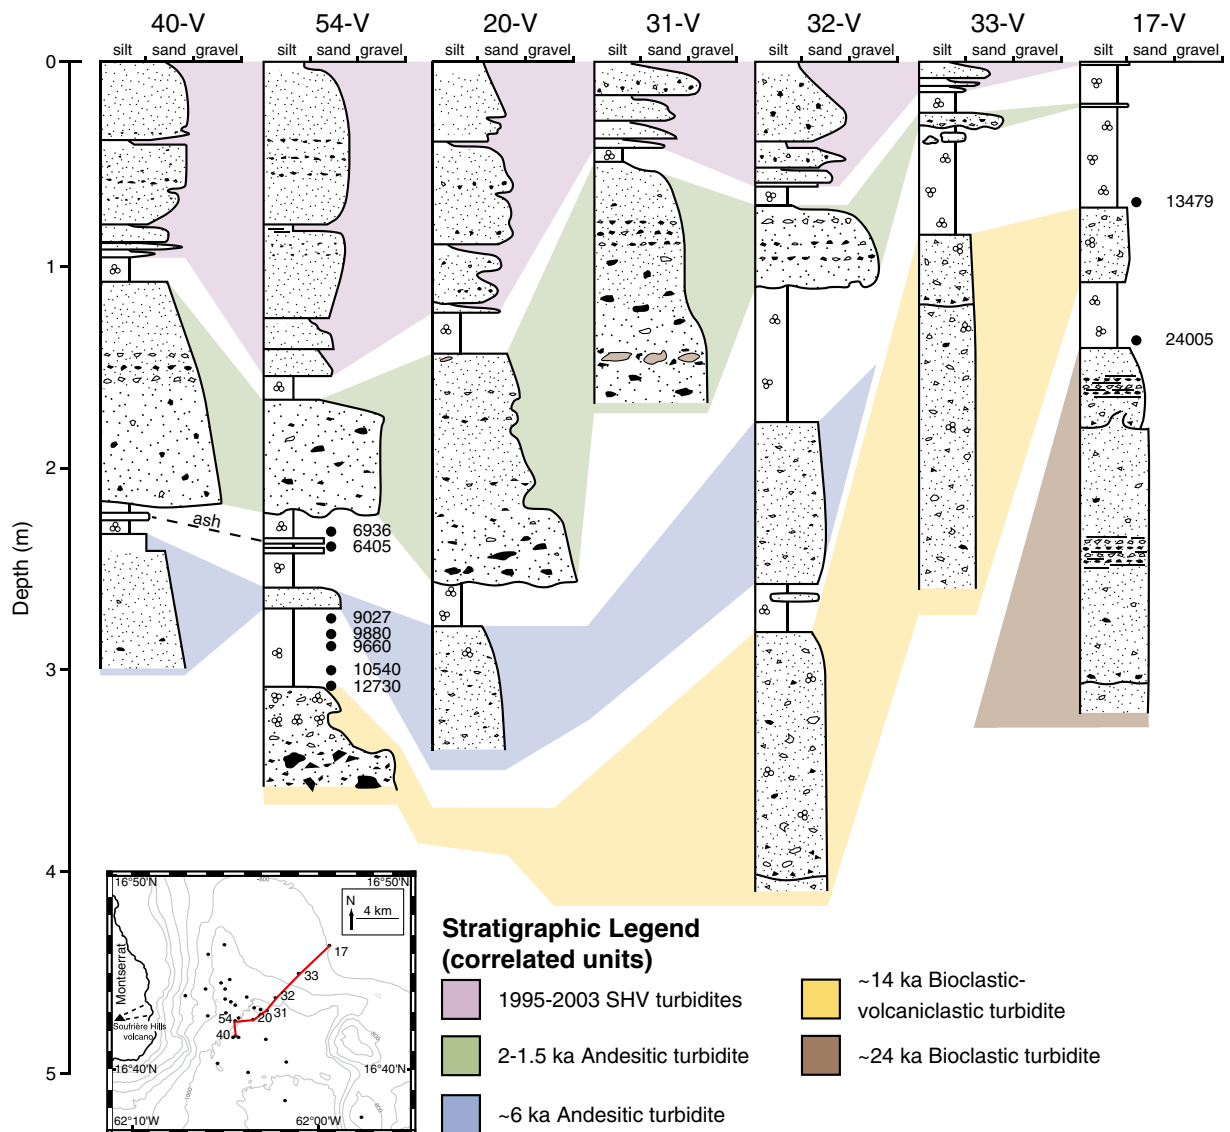 40-V 54-V 20-V 31-V 32-V 33-V 17-V
silt sand gravel silt sand gravel silt sand gravel silt sand gravel silt sand gravel silt sand gravel silt sand gravel
0
1
2
3
4
5
Depth (m)
13479
24005
ash
6936
6405
9027
9880
9660
10540
12730
16°50'N 16°50'N
N
4 km
Montserrat
Soufrière Hills
volcano
17
33
32
31
20
54
40
16°40'N 16°40'N
62°10'W 62°00'W
Stratigraphic Legend
(correlated units)
1995-2003 SHV turbidites
2-1.5 ka Andesitic turbidite
~6 ka Andesitic turbidite
~14 ka Bioclastic-
volcaniclastic turbidite
~24 ka Bioclastic turbidite